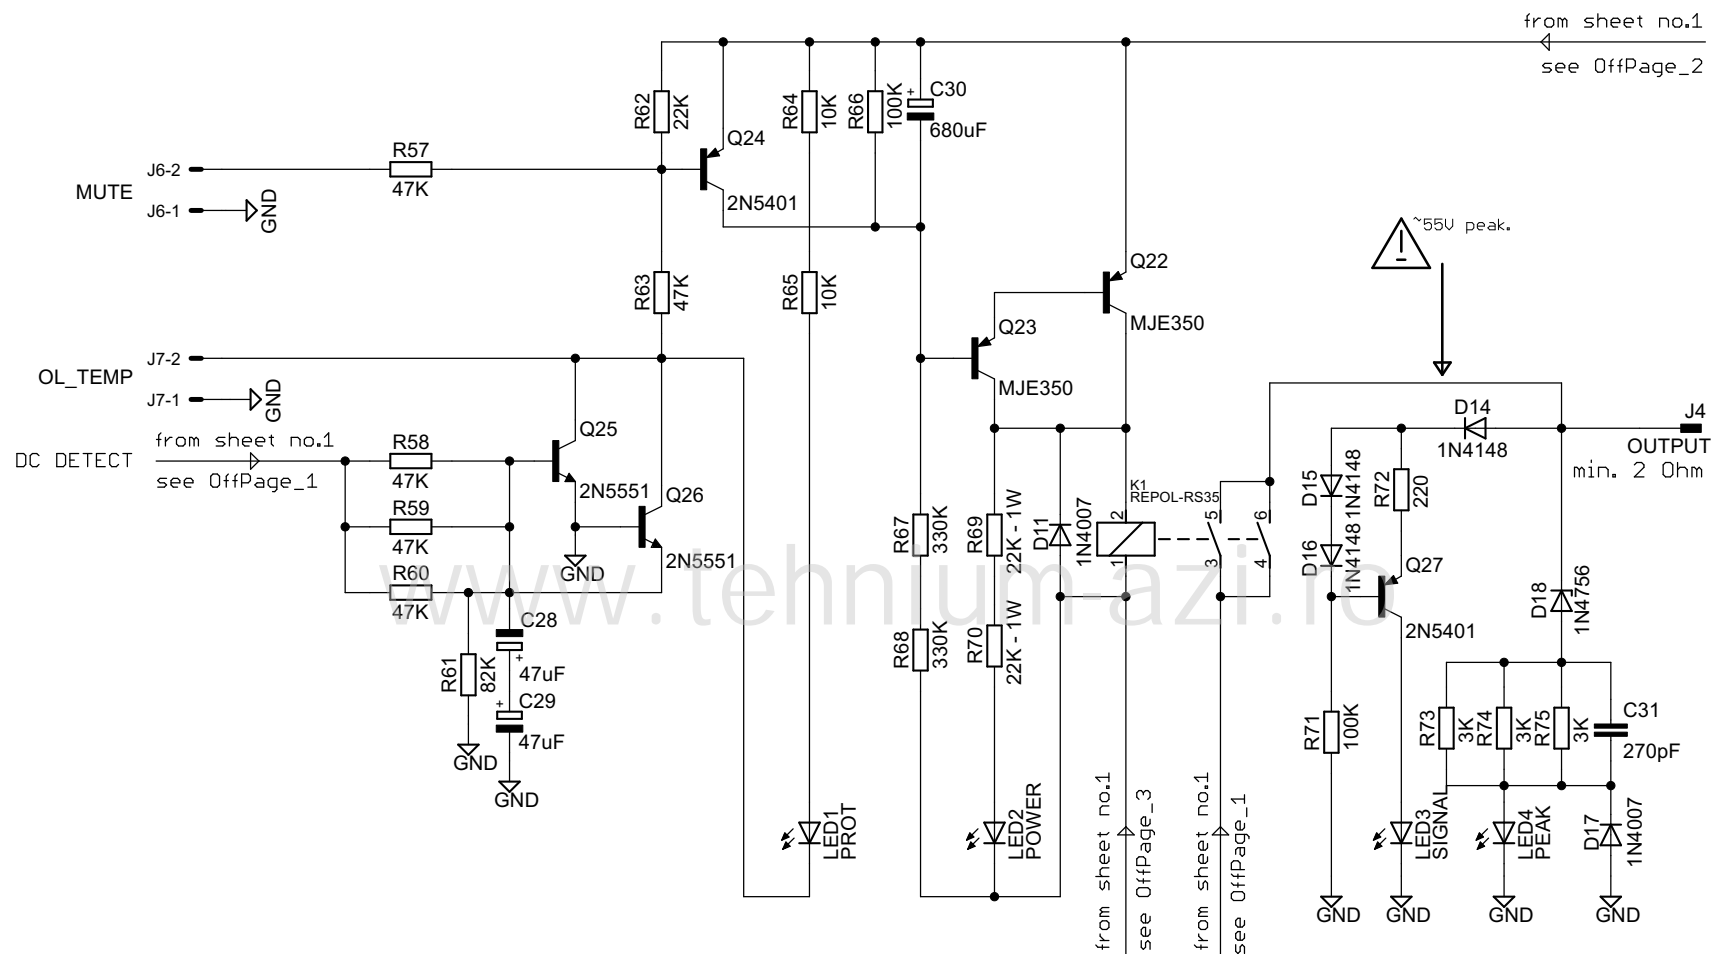 from sheet no.1
see OffPage_2
R62
22K
R64
10K
R66
100K
+
C30
680uF
Q24
2N5401
R57
47K
MUTE
J6-2
J6-1
GND
~55V peak.
R63
47K
R65
10K
Q22
MJE350
Q23
MJE350
OL_TEMP
J7-2
J7-1
GND
from sheet no.1
DC DETECT
see OffPage_1
R58
47K
R59
47K
R60
47K
Q25
2N5551
Q26
2N5551
GND
R61
82K
C28
+
47uF
+
C29
47uF
GND
GND
R67
330K
R69
22K - 1W
D11
1N4007
K1
REPOL-RS35
2
1
5
6
3
4
R68
330K
R70
22K - 1W
D14
1N4148
J4
OUTPUT
min. 2 Ohm
D15
1N4148
R72
220
D16
1N4148
Q27
2N5401
D18
1N4756
R71
100K
R73
3K
R74
3K
R75
3K
C31
270pF
LED1
PROT
LED2
POWER
from sheet no.1
see OffPage_3
from sheet no.1
see OffPage_1
LED3
SIGNAL
LED4
PEAK
D17
1N4007
GND
GND
GND
GND
www.tehnium-azi.ro